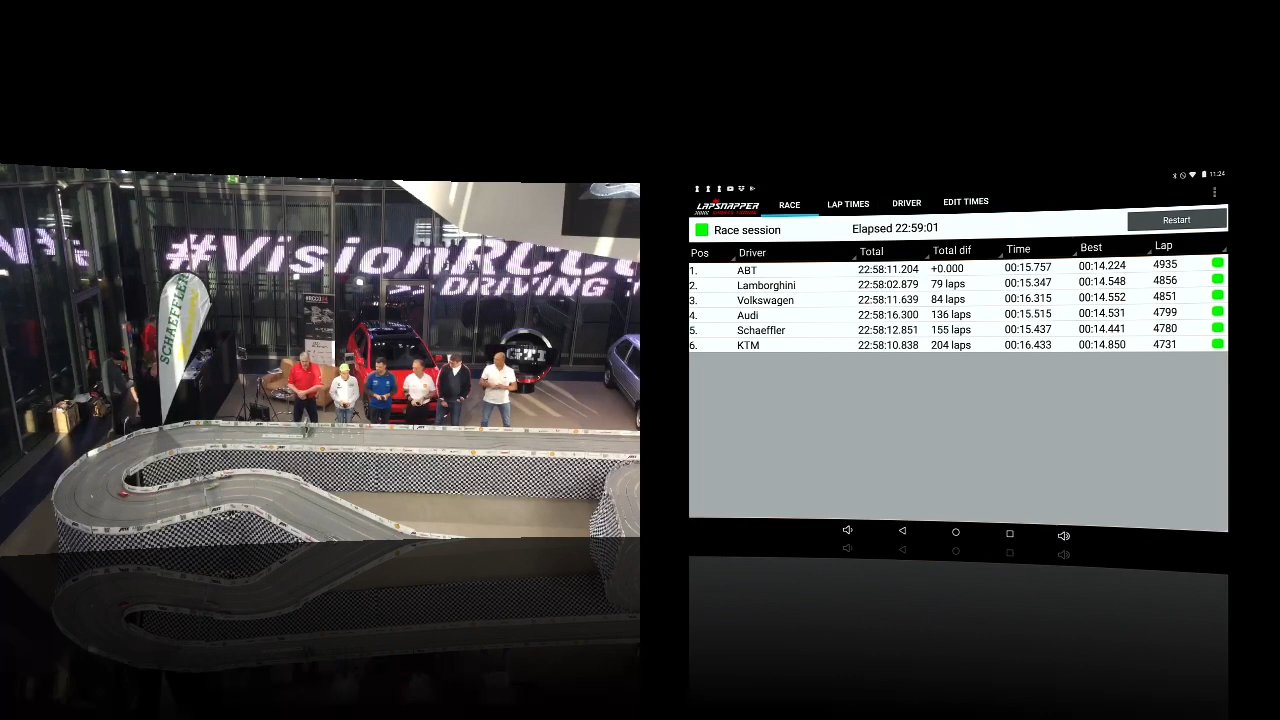 #VisionRCCO
>> DRIVING
SCHAEFFLER
#RCCO24
GTI
11:24
LAPSNAPPER
RACE
LAP TIMES
DRIVER
EDIT TIMES
Race session
Elapsed 22:59:01
Restart
Pos Driver Total Total dif Time Best Lap
1. ABT 22:58:11.204 +0.000 00:15.757 00:14.224 4935
2. Lamborghini 22:58:02.879 79 laps 00:15.347 00:14.548 4856
3. Volkswagen 22:58:11.639 84 laps 00:16.315 00:14.552 4851
4. Audi 22:58:16.300 136 laps 00:15.515 00:14.531 4799
5. Schaeffler 22:58:12.851 155 laps 00:15.437 00:14.441 4780
6. KTM 22:58:10.838 204 laps 00:16.433 00:14.850 4731